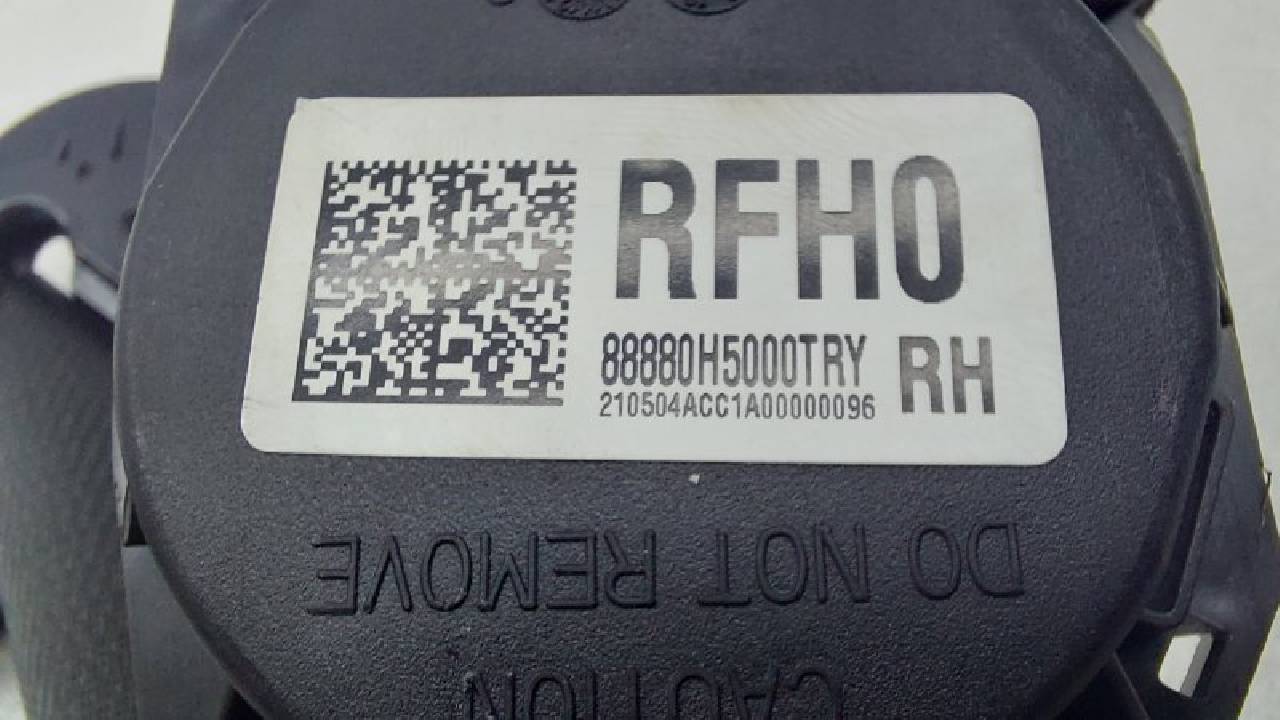 RFH0
88880H5000TRY RH
210504ACC1A00000096
DO NOT REMOVE
CAUTION